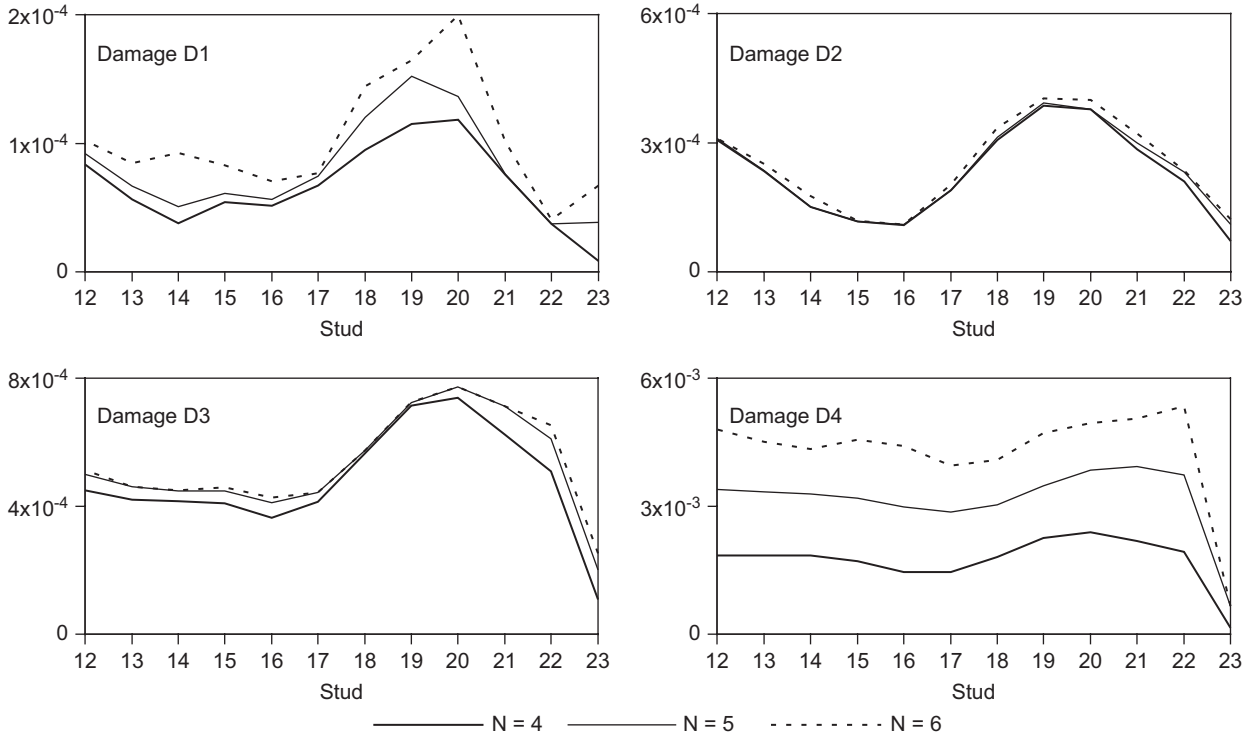 2x10⁻⁴
Damage D1
1x10⁻⁴
0
12 13 14 15 16 17 18 19 20 21 22 23
Stud
6x10⁻⁴
Damage D2
3x10⁻⁴
0
12 13 14 15 16 17 18 19 20 21 22 23
Stud
8x10⁻⁴
Damage D3
4x10⁻⁴
0
12 13 14 15 16 17 18 19 20 21 22 23
Stud
6x10⁻³
Damage D4
3x10⁻³
0
12 13 14 15 16 17 18 19 20 21 22 23
Stud
N = 4 N = 5 N = 6